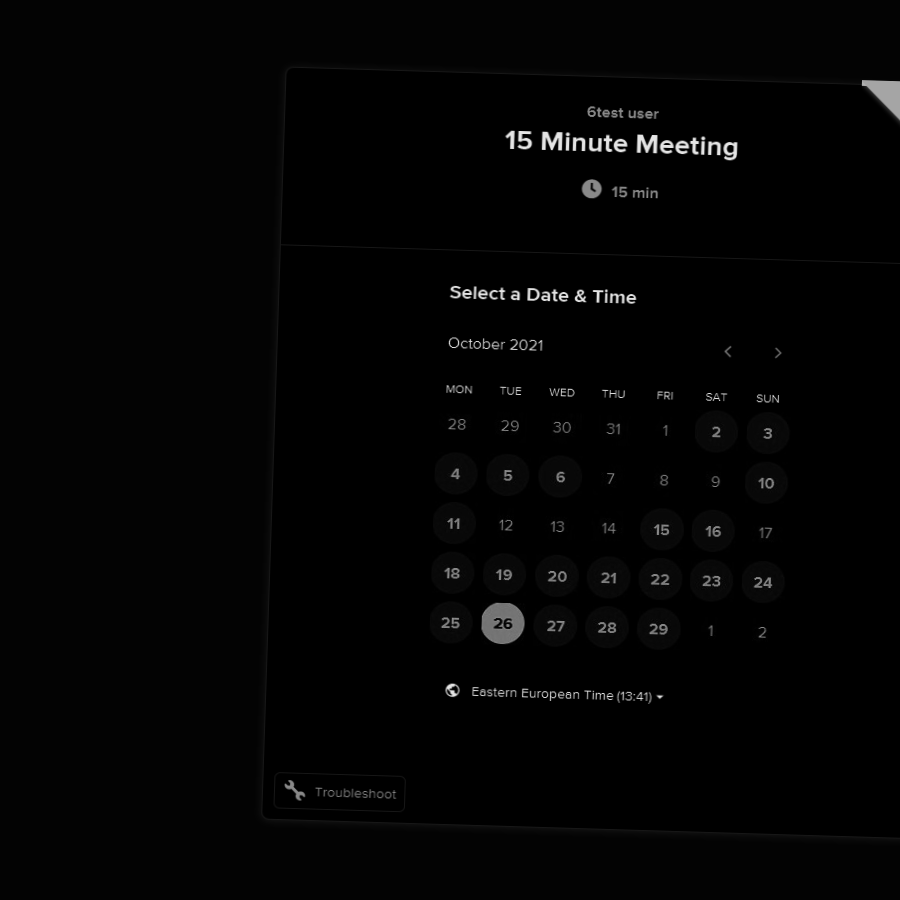 6test user
15 Minute Meeting
15 min
Select a Date & Time
October 2021
MON TUE WED THU FRI SAT SUN
28 29 30 31 1 2 3
4 5 6 7 8 9 10
11 12 13 14 15 16 17
18 19 20 21 22 23 24
25 26 27 28 29 1 2
Eastern European Time (13:41)
Troubleshoot